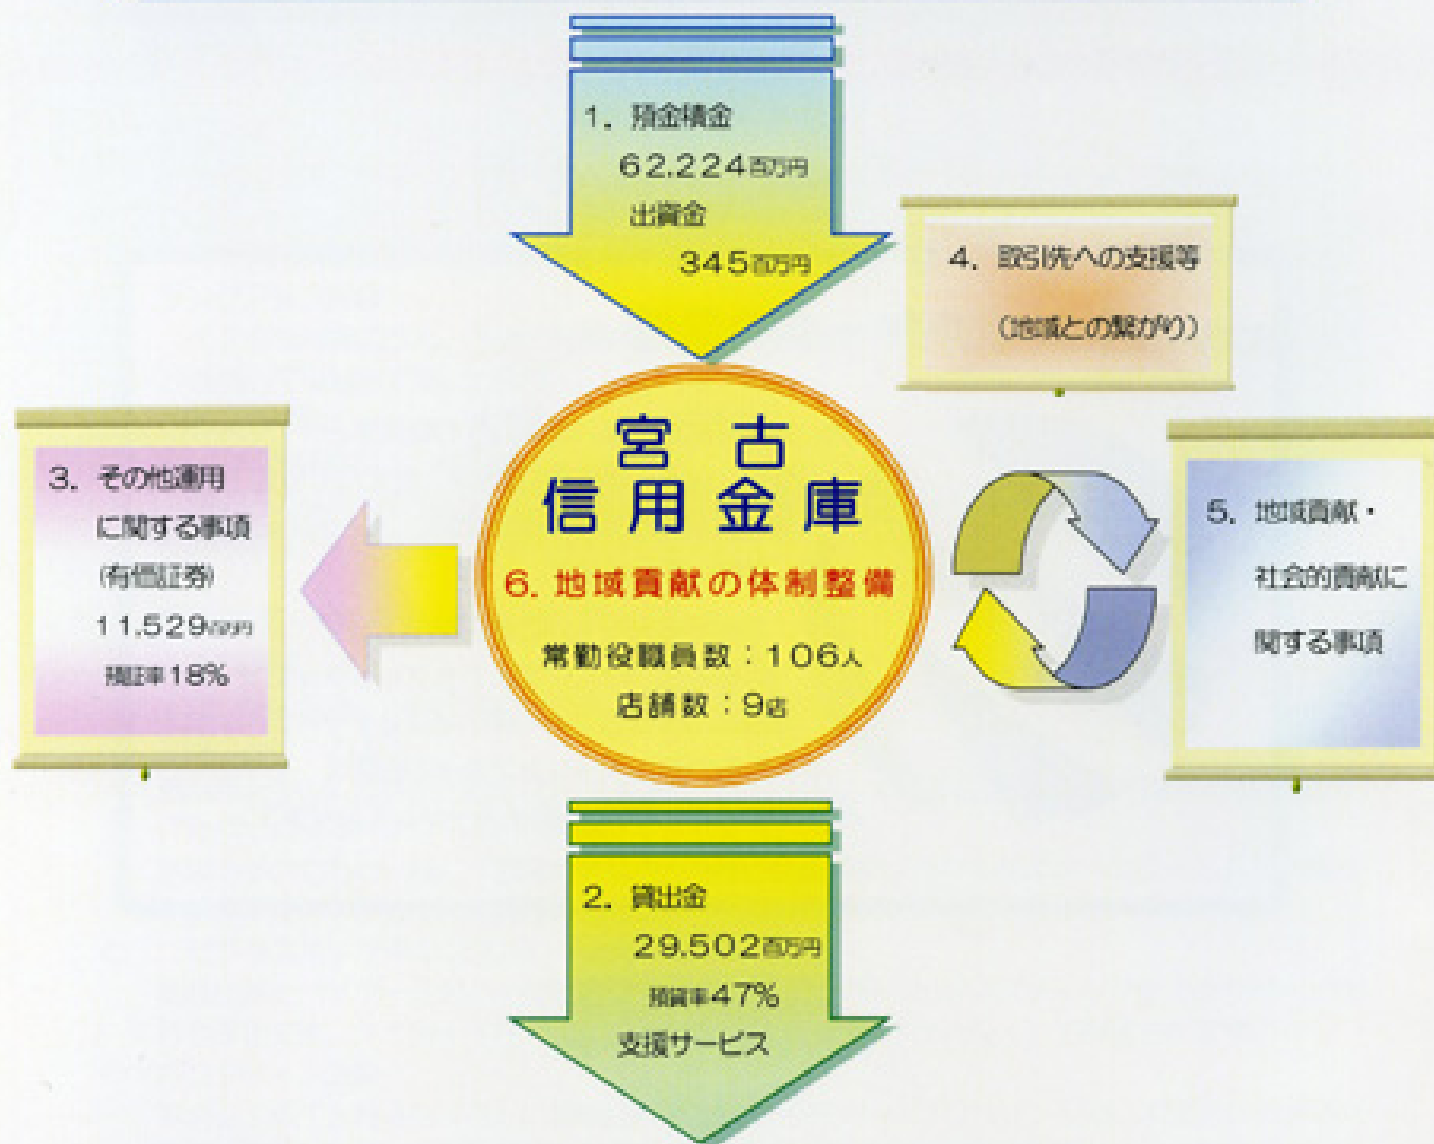 1. 預金積金
62.224百万円
出資金
345百万円
4. 取引先への支援等
(地域との繋がり)
宮古
信用金庫
6. 地域貢献の体制整備
常勤役職員数:106人
店舗数:9店
3. その他運用
に関する事項
(有価証券)
11.529百万円
預証率18%
5. 地域貢献・
社会的貢献に
関する事項
2. 貸出金
29.502百万円
預貸率47%
支援サービス